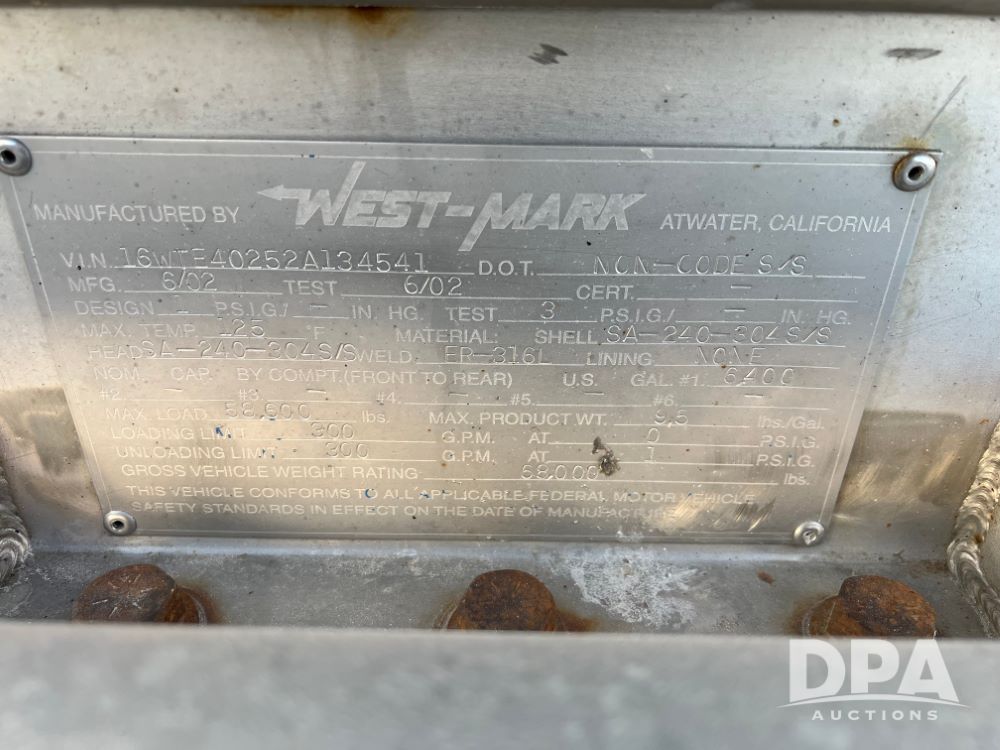 WEST-MARK
MANUFACTURED BY ATWATER, CALIFORNIA
V.I.N. 16WTE40252A134541 D.O.T. NON-CODE S/S
MFG. 6/02 TEST 6/02 CERT. —
DESIGN — P.S.I.G./ — IN. HG. TEST 3 P.S.I.G./ — IN. HG.
MAX. TEMP. 125 °F MATERIAL: SHELL SA-240-304S/S
HEAD SA-240-304S/S WELD. ER-316L LINING NONE
NOM. CAP. BY COMPT. (FRONT TO REAR) U.S. GAL. #1. 6400
#2. — #3. — #4. — #5. — #6. —
MAX. LOAD 58,600 lbs. MAX. PRODUCT WT. 9.5 lbs/Gal.
LOADING LIMIT 300 G.P.M. AT 0 P.S.I.G.
UNLOADING LIMIT 300 G.P.M. AT 1 P.S.I.G.
GROSS VEHICLE WEIGHT RATING 68000 lbs.
THIS VEHICLE CONFORMS TO ALL APPLICABLE FEDERAL MOTOR VEHICLE
SAFETY STANDARDS IN EFFECT ON THE DATE OF MANUFACTURE
DPA
AUCTIONS